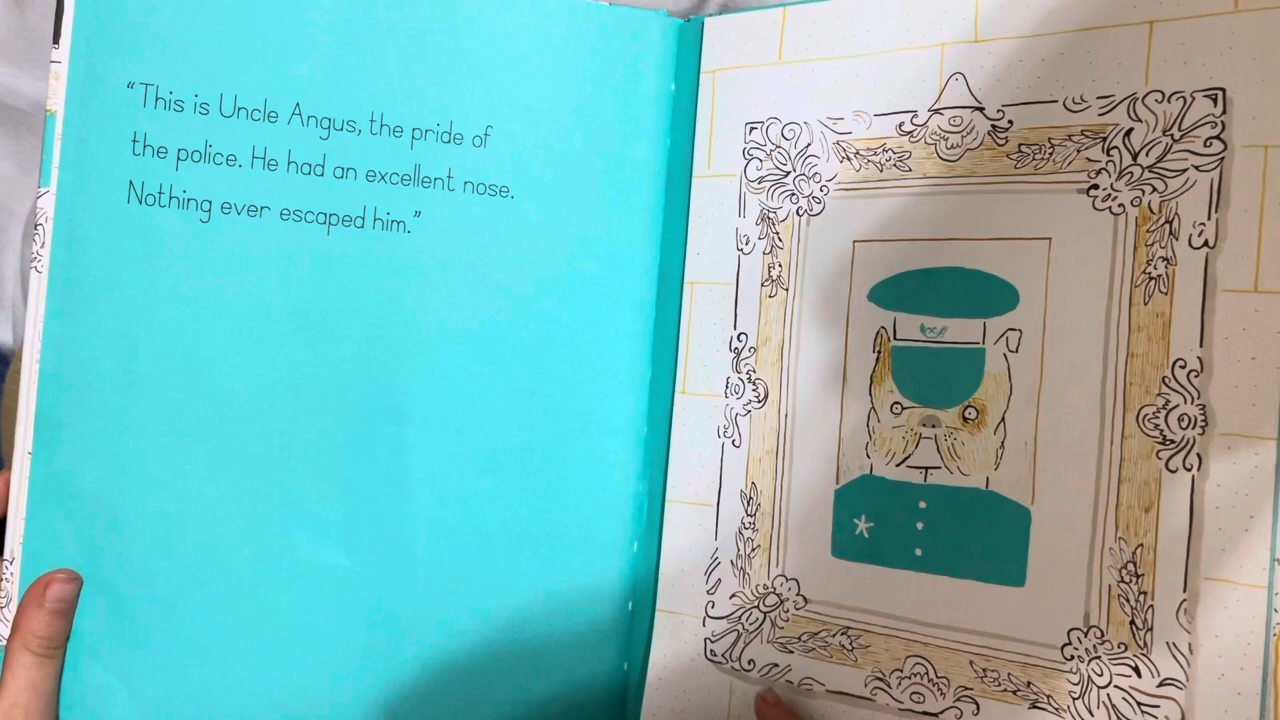 “This is Uncle Angus, the pride of
the police. He had an excellent nose.
Nothing ever escaped him.”